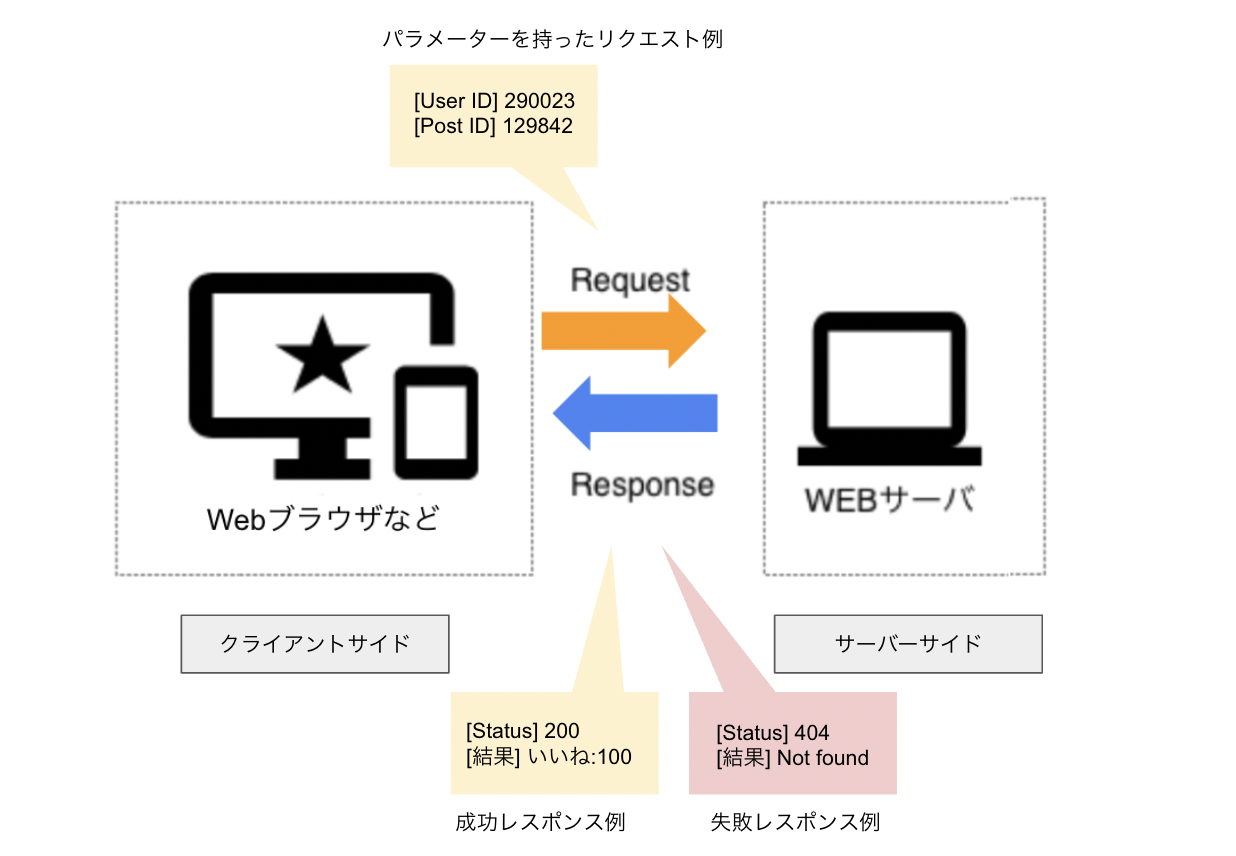 パラメーターを持ったリクエスト例
[User ID] 290023
[Post ID] 129842
Request
Response
Webブラウザなど
WEBサーバ
クライアントサイド
サーバーサイド
[Status] 200
[結果] いいね:100
[Status] 404
[結果] Not found
成功レスポンス例
失敗レスポンス例